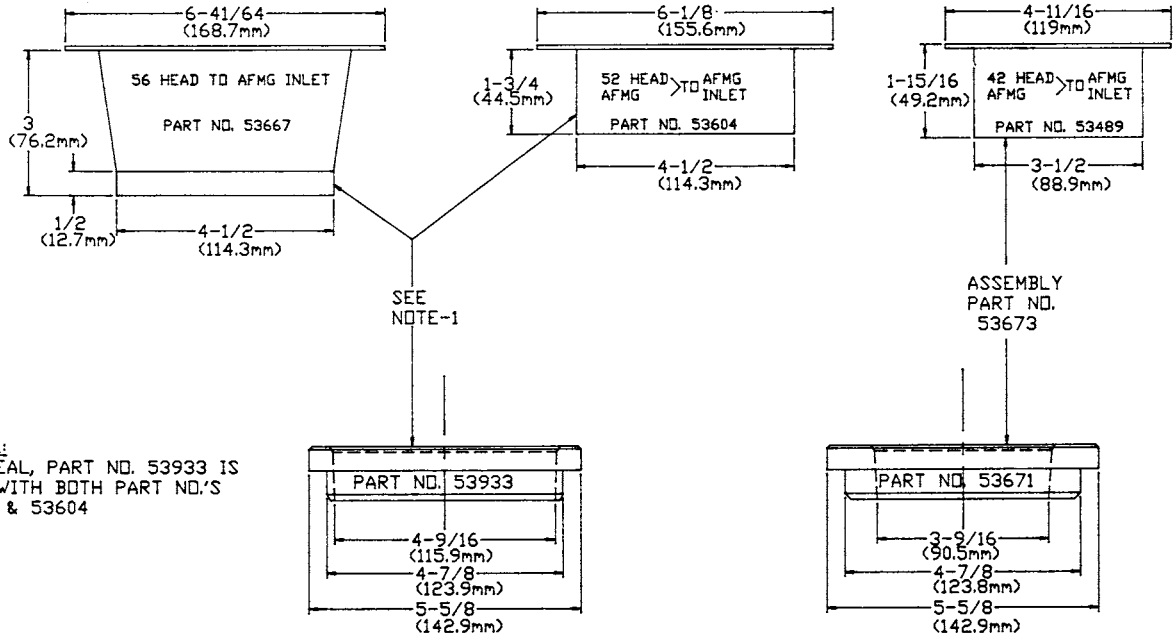 6-41/64
(168.7mm)
56 HEAD TO AFMG INLET
PART NO. 53667
3
(76.2mm)
1/2
(12.7mm)
4-1/2
(114.3mm)
6-1/8
(155.6mm)
1-3/4
(44.5mm)
52 HEAD
AFMG
>TO AFMG
INLET
PART NO. 53604
4-1/2
(114.3mm)
4-11/16
(119mm)
1-15/16
(49.2mm)
42 HEAD
AFMG
>TO AFMG
INLET
PART NO. 53489
3-1/2
(88.9mm)
SEE
NOTE-1
ASSEMBLY
PART NO.
53673
EAL, PART NO. 53933 IS
WITH BOTH PART NO.'S
& 53604
PART NO. 53933
4-9/16
(115.9mm)
4-7/8
(123.9mm)
5-5/8
(142.9mm)
PART NO. 53671
3-9/16
(90.5mm)
4-7/8
(123.8mm)
5-5/8
(142.9mm)